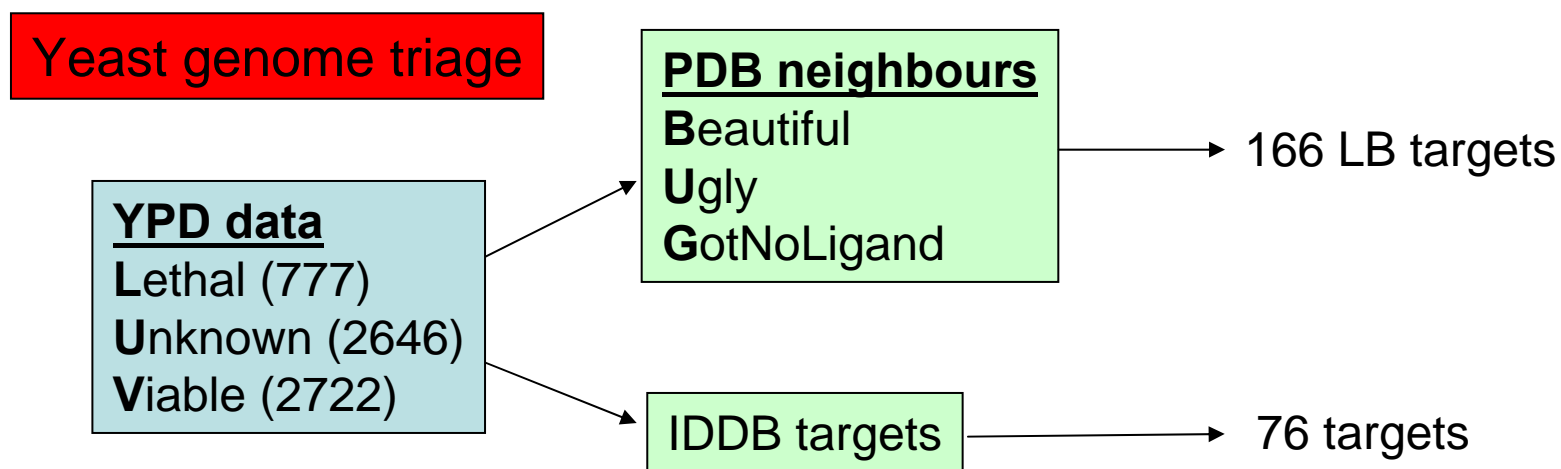 Yeast genome triage
YPD data
Lethal (777)
Unknown (2646)
Viable (2722)
PDB neighbours
Beautiful
Ugly
GotNoLigand
166 LB targets
IDDB targets
76 targets